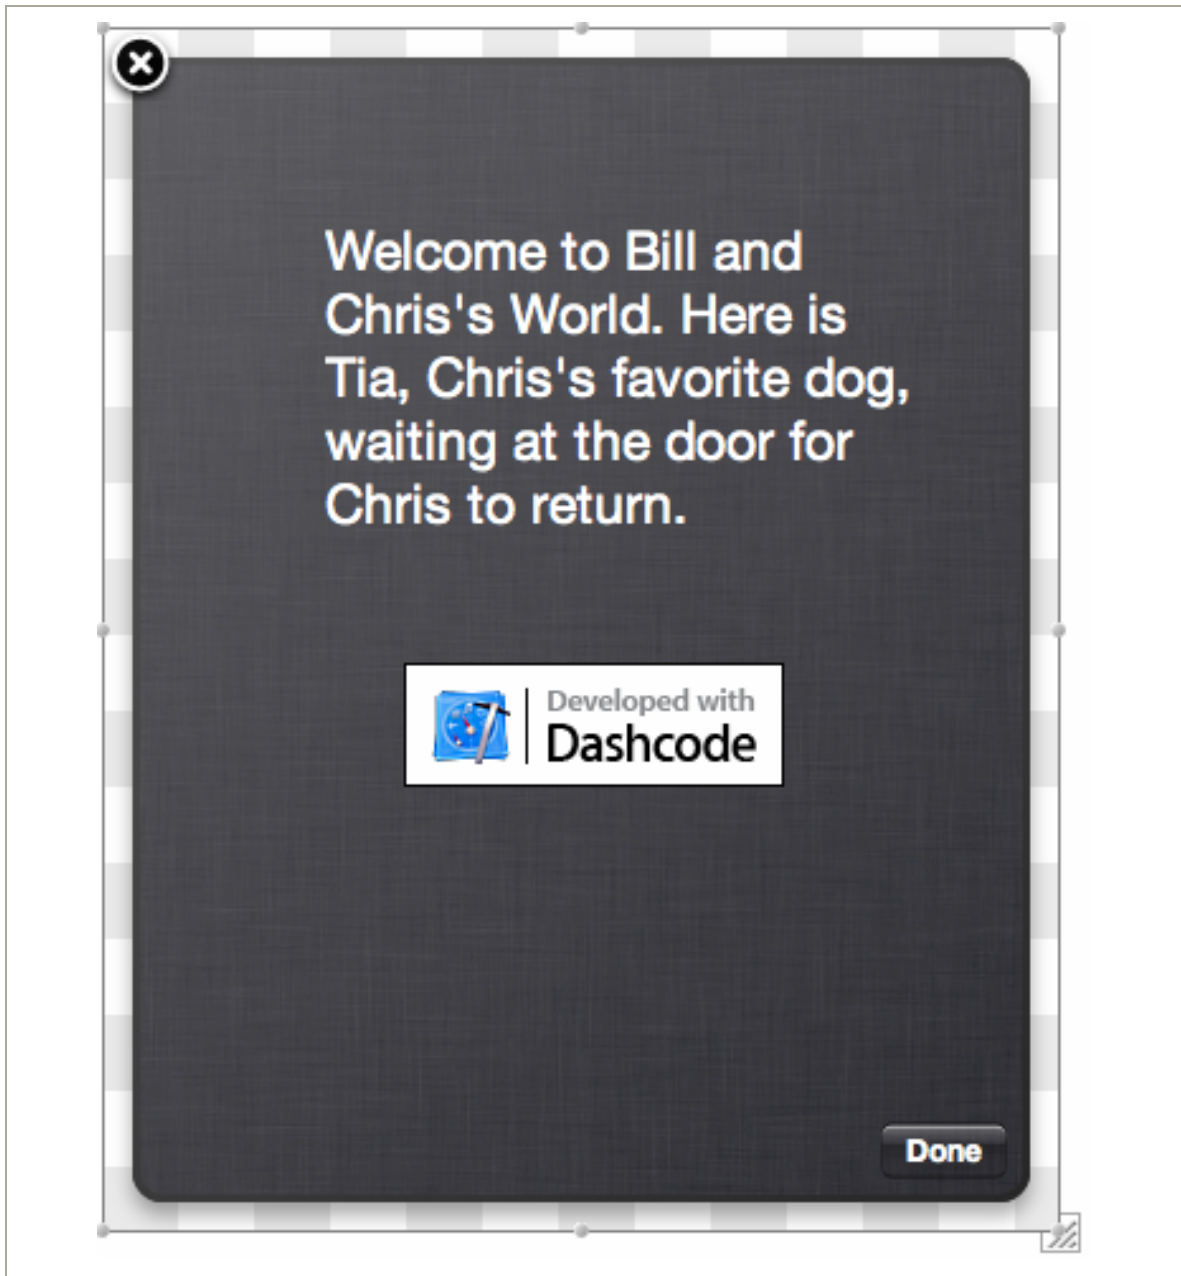 Welcome to Bill and
Chris's World. Here is
Tia, Chris's favorite dog,
waiting at the door for
Chris to return.
Developed with
Dashcode
Done